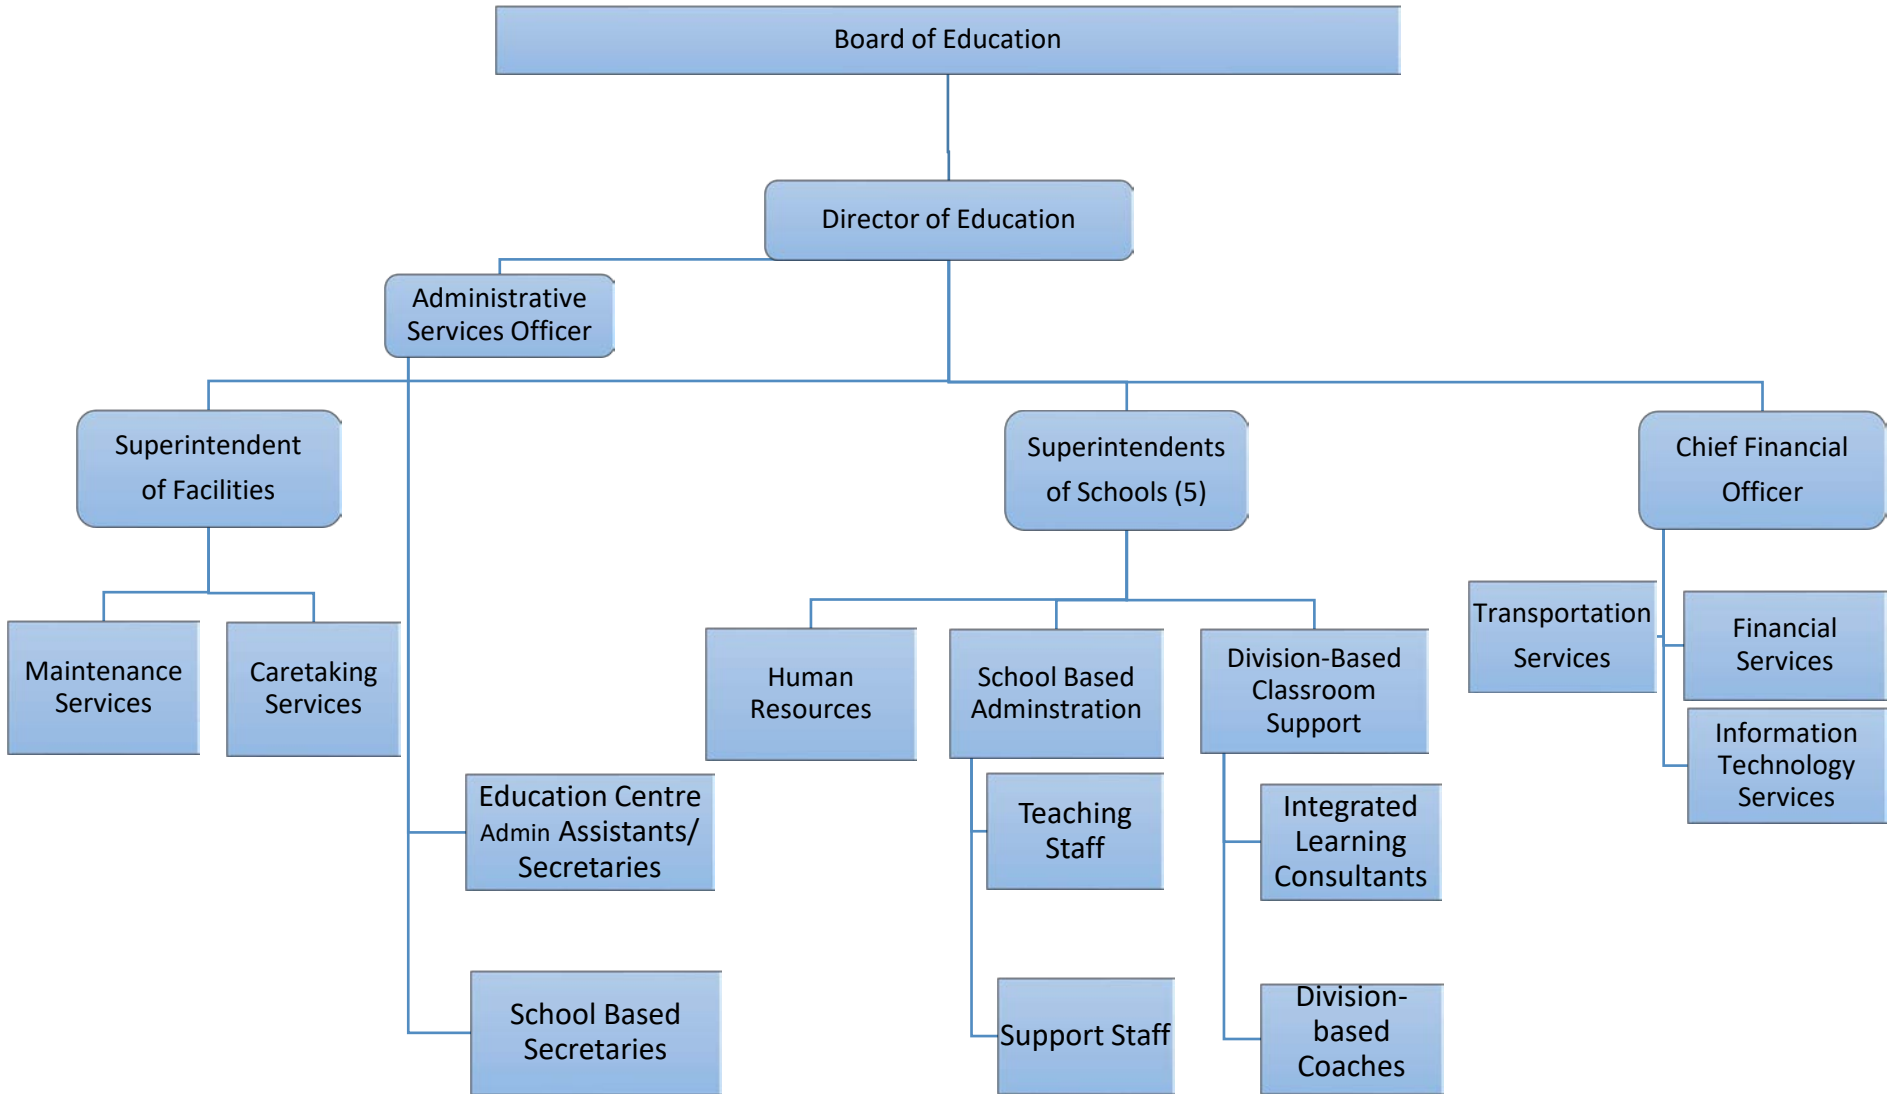 Board of Education
Director of Education
Administrative
Services Officer
Superintendent
of Facilities
Superintendents
of Schools (5)
Chief Financial
Officer
Maintenance
Services
Caretaking
Services
Human
Resources
School Based
Adminstration
Division-Based
Classroom
Support
Transportation
Services
Financial
Services
Information
Technology
Services
Education Centre
Admin Assistants/
Secretaries
Teaching
Staff
Integrated
Learning
Consultants
School Based
Secretaries
Support Staff
Division-
based
Coaches